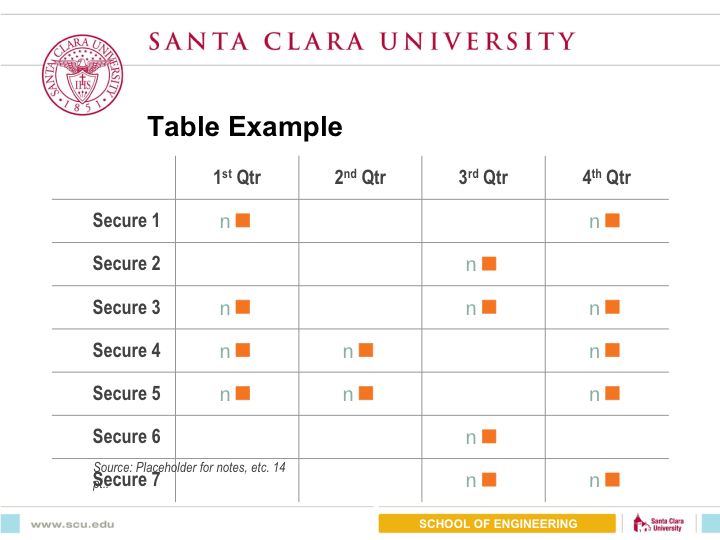 SANTA CLARA UNIVERSITY
SANTA CLARA UNIVERSITY
IHS
• 1851 •
Table Example
1st Qtr 2nd Qtr 3rd Qtr 4th Qtr
Secure 1 n ■ n ■
Secure 2 n ■
Secure 3 n ■ n ■ n ■
Secure 4 n ■ n ■ n ■
Secure 5 n ■ n ■ n ■
Secure 6 n ■
Source: Placeholder for notes, etc. 14
pt..
Secure 7 n ■ n ■
www.scu.edu
SCHOOL OF ENGINEERING
Santa Clara
University